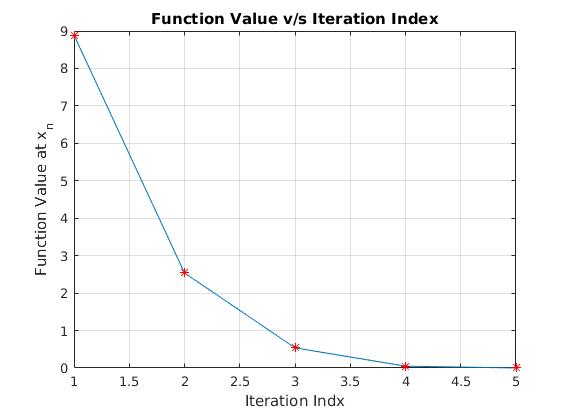 Function Value v/s Iteration Index
9
8
7
6
5
4
3
2
1
0
Function Value at x_n
1 1.5 2 2.5 3 3.5 4 4.5 5
Iteration Indx